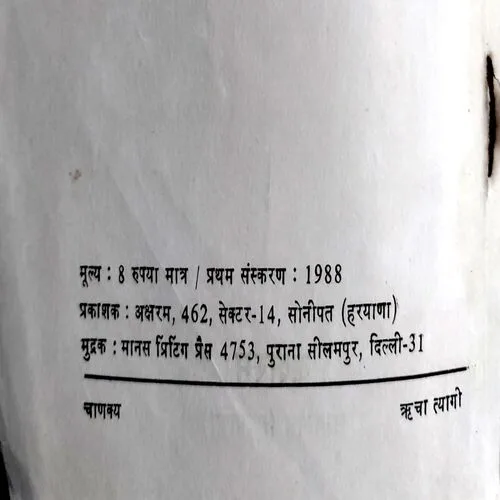 मूल्य : 8 रुपया मात्र / प्रथम संस्करण : 1988
प्रकाशक : अक्षरम, 462, सेक्टर-14, सोनीपत (हरयाणा)
मुद्रक : मानस प्रिंटिंग प्रैस 4753, पुराना सीलमपुर, दिल्ली-31
चाणक्य ऋचा त्यागी